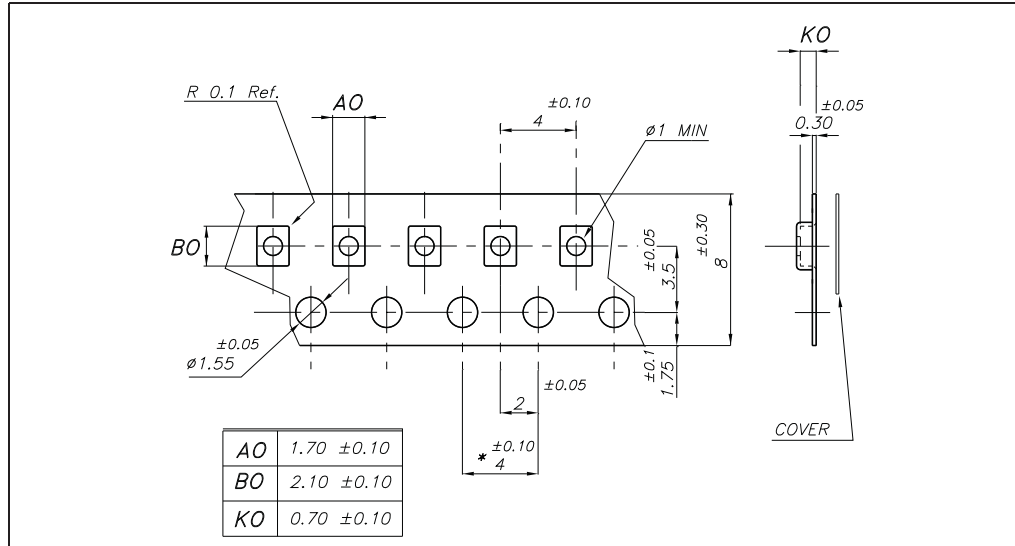 KO
R 0.1 Ref.
AO
±0.10
4
±0.05
0.30
ø1 MIN
BO
±0.05
3.5
±0.30
8
±0.05
ø1.55
±0.1
1.75
±0.05
2
±0.10
* 4
COVER
AO 1.70 ±0.10
BO 2.10 ±0.10
KO 0.70 ±0.10